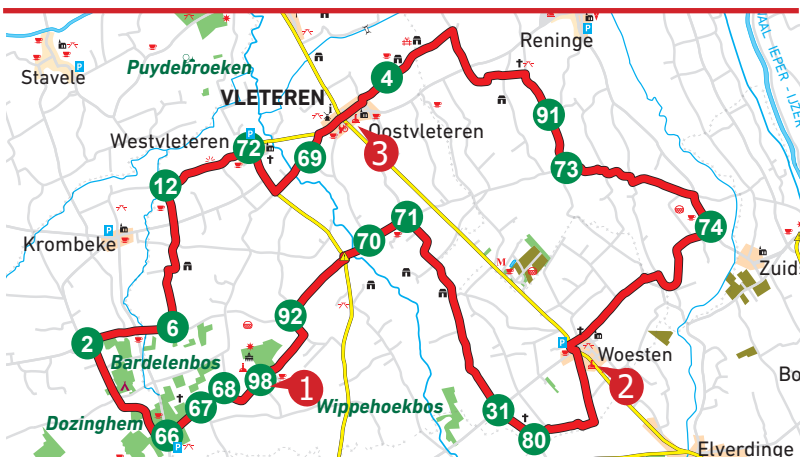 Reninge
Stavele
Puydebroeken
KANAAL IEPER - IJZER
4
VLETEREN
91
Westvleteren
72
Oostvleteren
69
3
73
12
71
74
70
Krombeke
Zuids
92
6
2
Woesten
Bardelenbos
98
1
2
68
67
Wippehoekbos
31
Dozinghem
66
80
Elverdinge
Bo
M
P
P
P
P
P
P